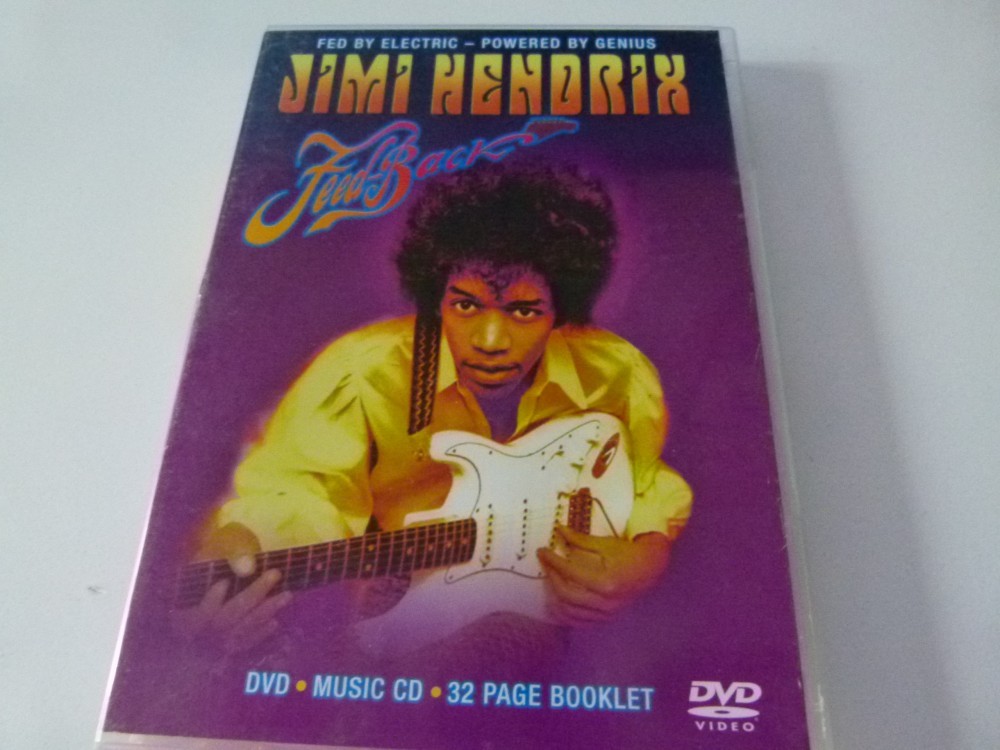 FED BY ELECTRIC – POWERED BY GENIUS
JIMI HENDRIX
Feed-Back
DVD • MUSIC CD • 32 PAGE BOOKLET
DVD
VIDEO